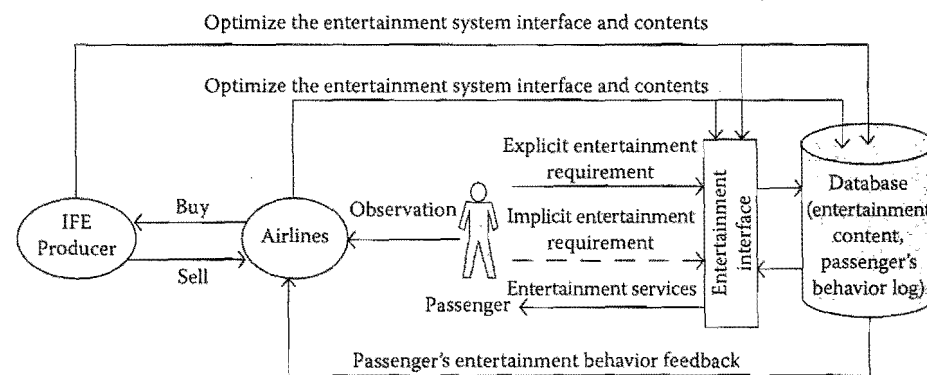 Optimize the entertainment system interface and contents
Optimize the entertainment system interface and contents
Explicit entertainment
requirement
Implicit entertainment
requirement
Entertainment services
Entertainment
interface
Database
(entertainment
content,
passenger's
behavior log)
IFE
Producer
Buy
Sell
Airlines
Observation
Passenger
Passenger's entertainment behavior feedback